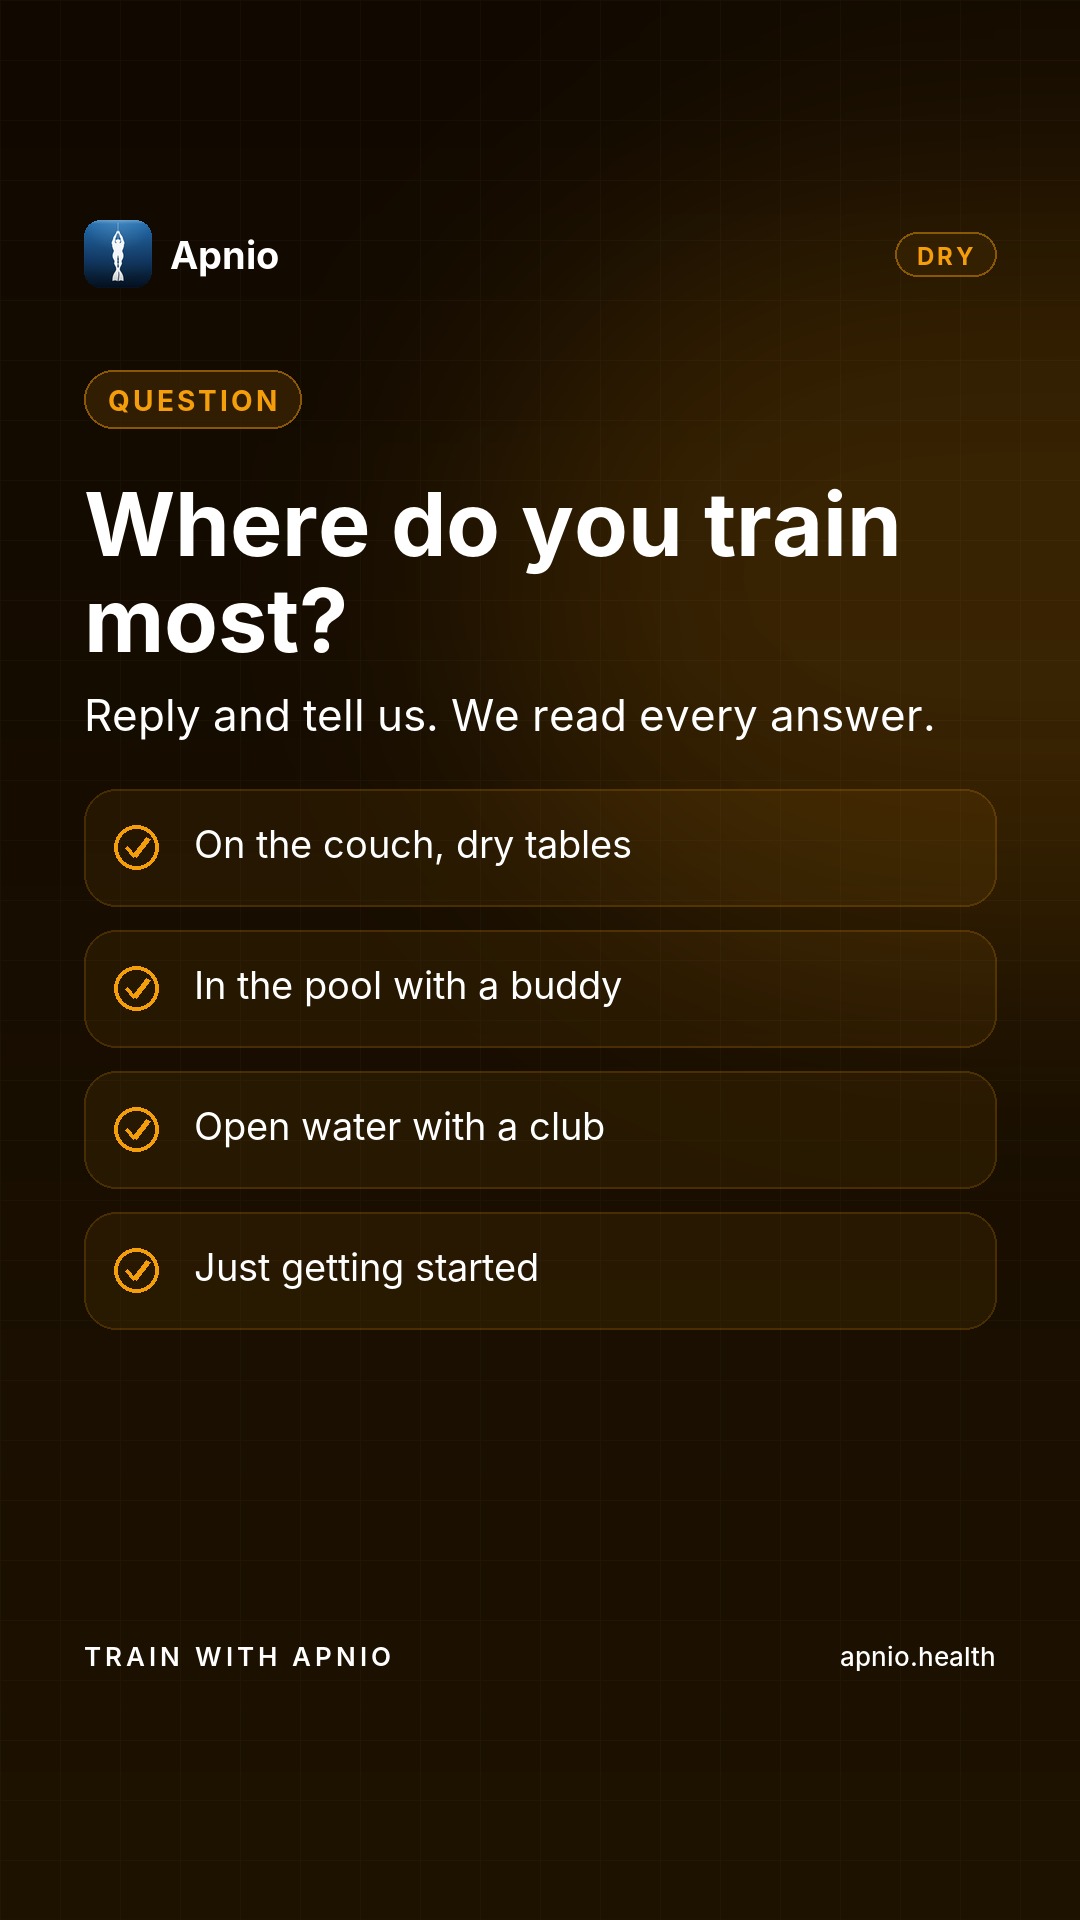 Apnio
DRY
QUESTION
Where do you train
most?
Reply and tell us. We read every answer.
On the couch, dry tables
In the pool with a buddy
Open water with a club
Just getting started
TRAIN WITH APNIO
apnio.health